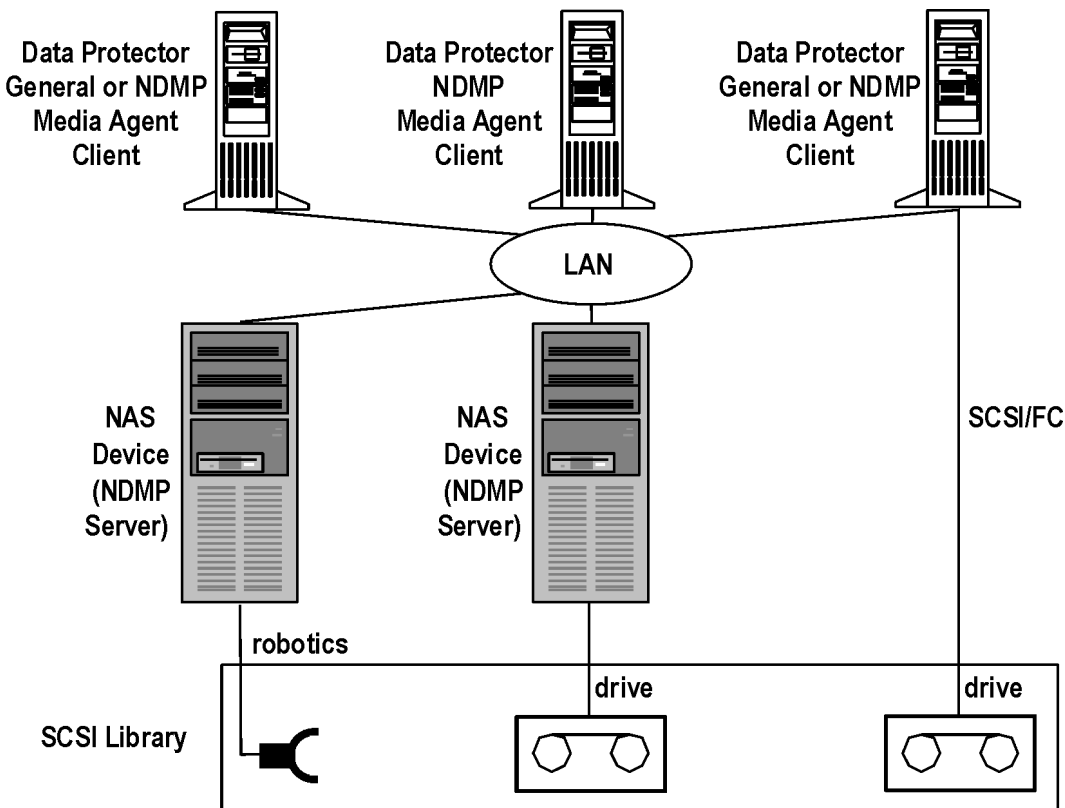 Data Protector
General or NDMP
Media Agent
Client
Data Protector
NDMP
Media Agent
Client
Data Protector
General or NDMP
Media Agent
Client
LAN
NAS
Device
(NDMP
Server)
NAS
Device
(NDMP
Server)
SCSI/FC
robotics
drive
drive
SCSI Library